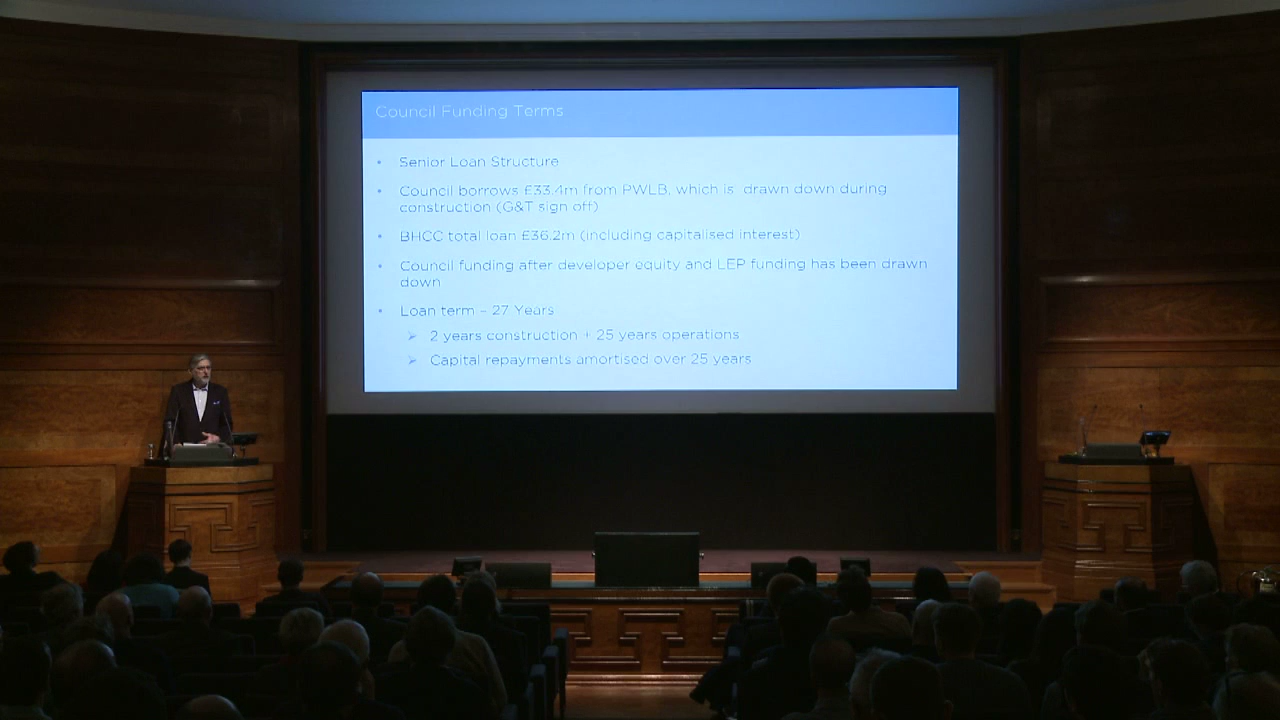 Council Funding Terms
• Senior Loan Structure
• Council borrows £33.4m from PWLB, which is drawn down during
construction (G&T sign off)
• BHCC total loan £36.2m (including capitalised interest)
• Council funding after developer equity and LEP funding has been drawn
down
• Loan term – 27 Years
➢ 2 years construction + 25 years operations
➢ Capital repayments amortised over 25 years